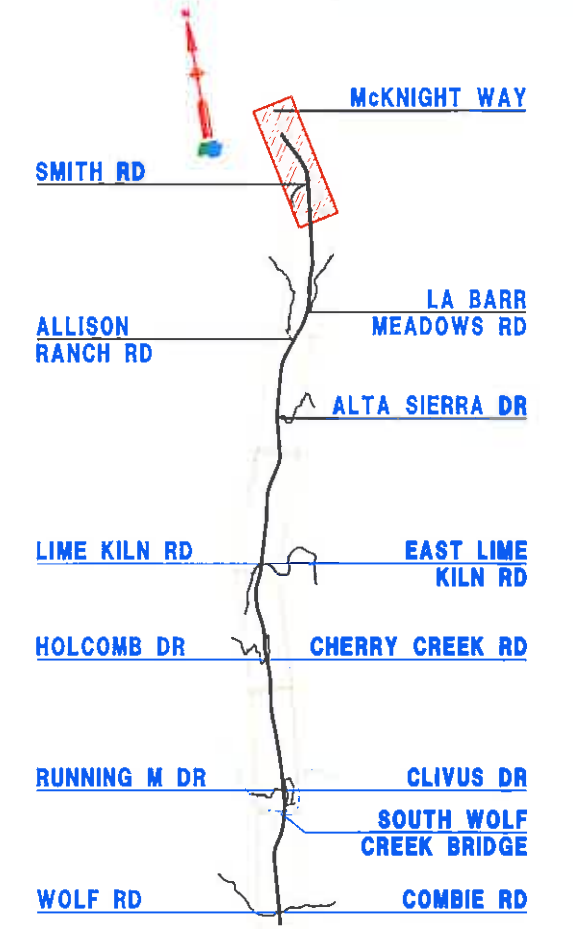 McKNIGHT WAY
SMITH RD
LA BARR
MEADOWS RD
ALLISON
RANCH RD
ALTA SIERRA DR
LIME KILN RD
EAST LIME
KILN RD
HOLCOMB DR
CHERRY CREEK RD
RUNNING M DR
CLIVUS DR
SOUTH WOLF
CREEK BRIDGE
WOLF RD
COMBIE RD